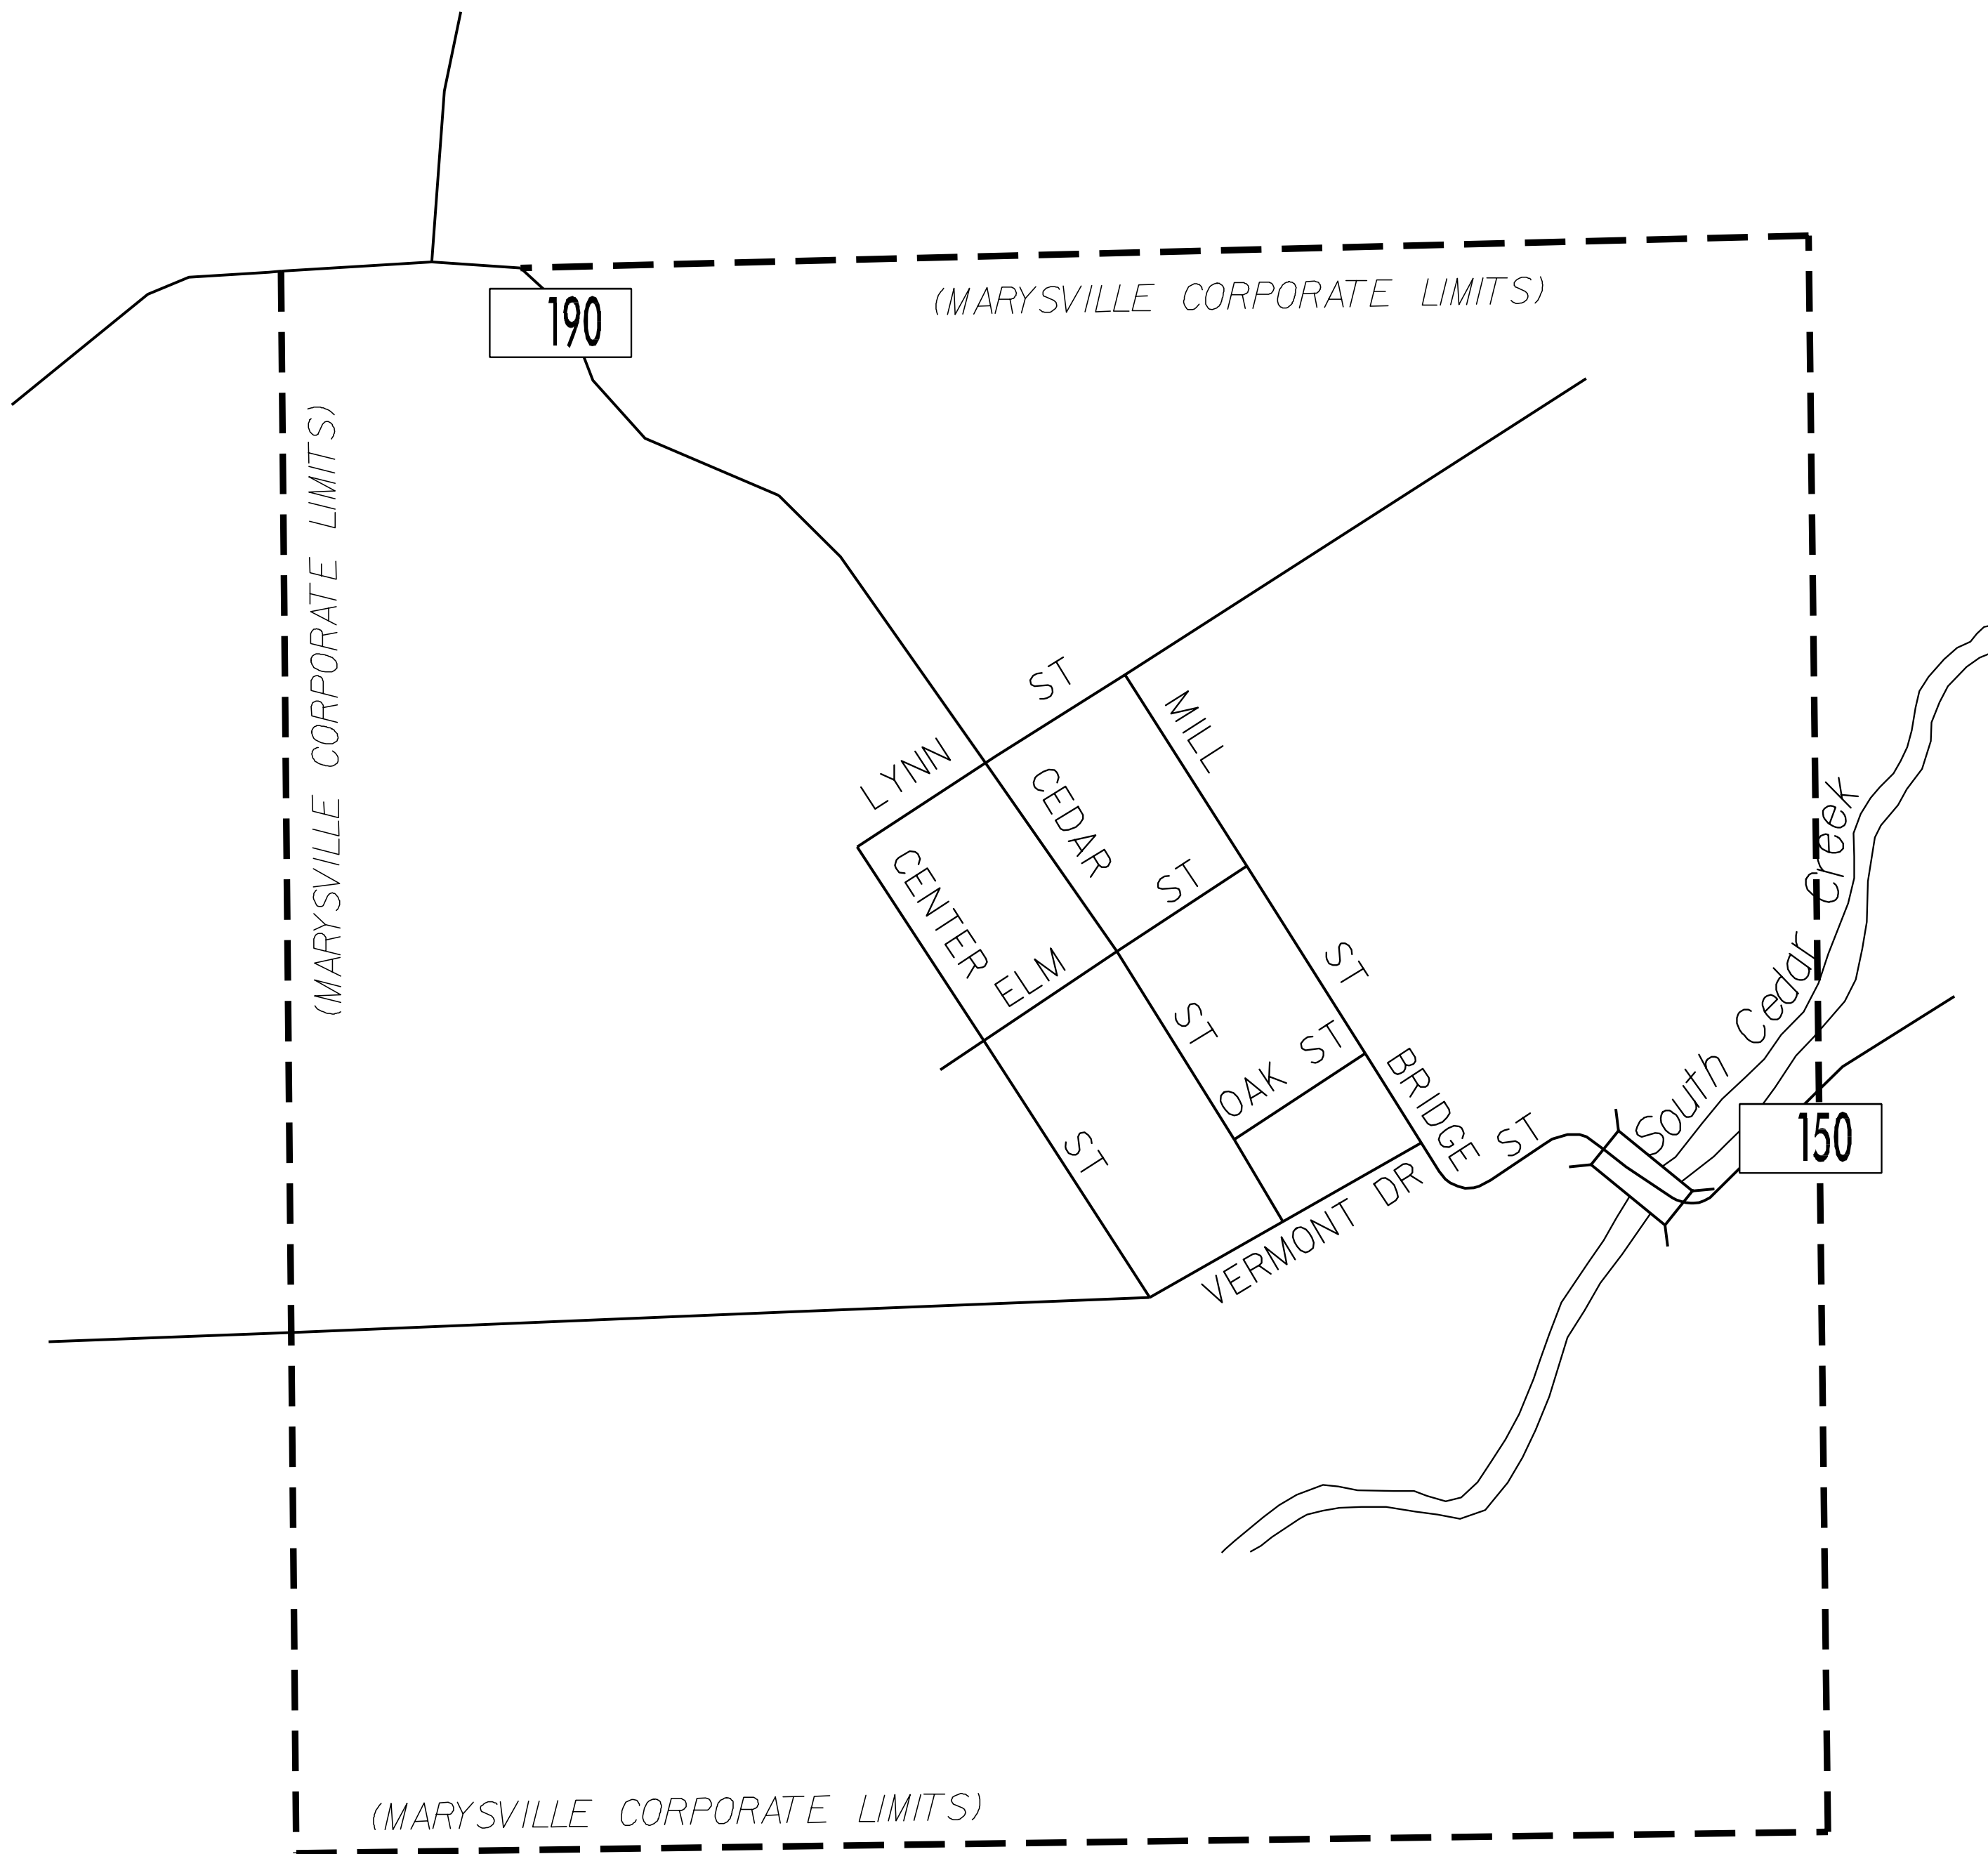 (MARYSVILLE CORPORATE LIMITS)
190
(MARYSVILLE CORPORATE LIMITS)
LYNN ST
MILL ST
CEDAR ST
CENTER ST
ELM ST
OAK ST
BRIDGE ST
VERMONT DR
South Cedar Creek
150
(MARYSVILLE CORPORATE LIMITS)